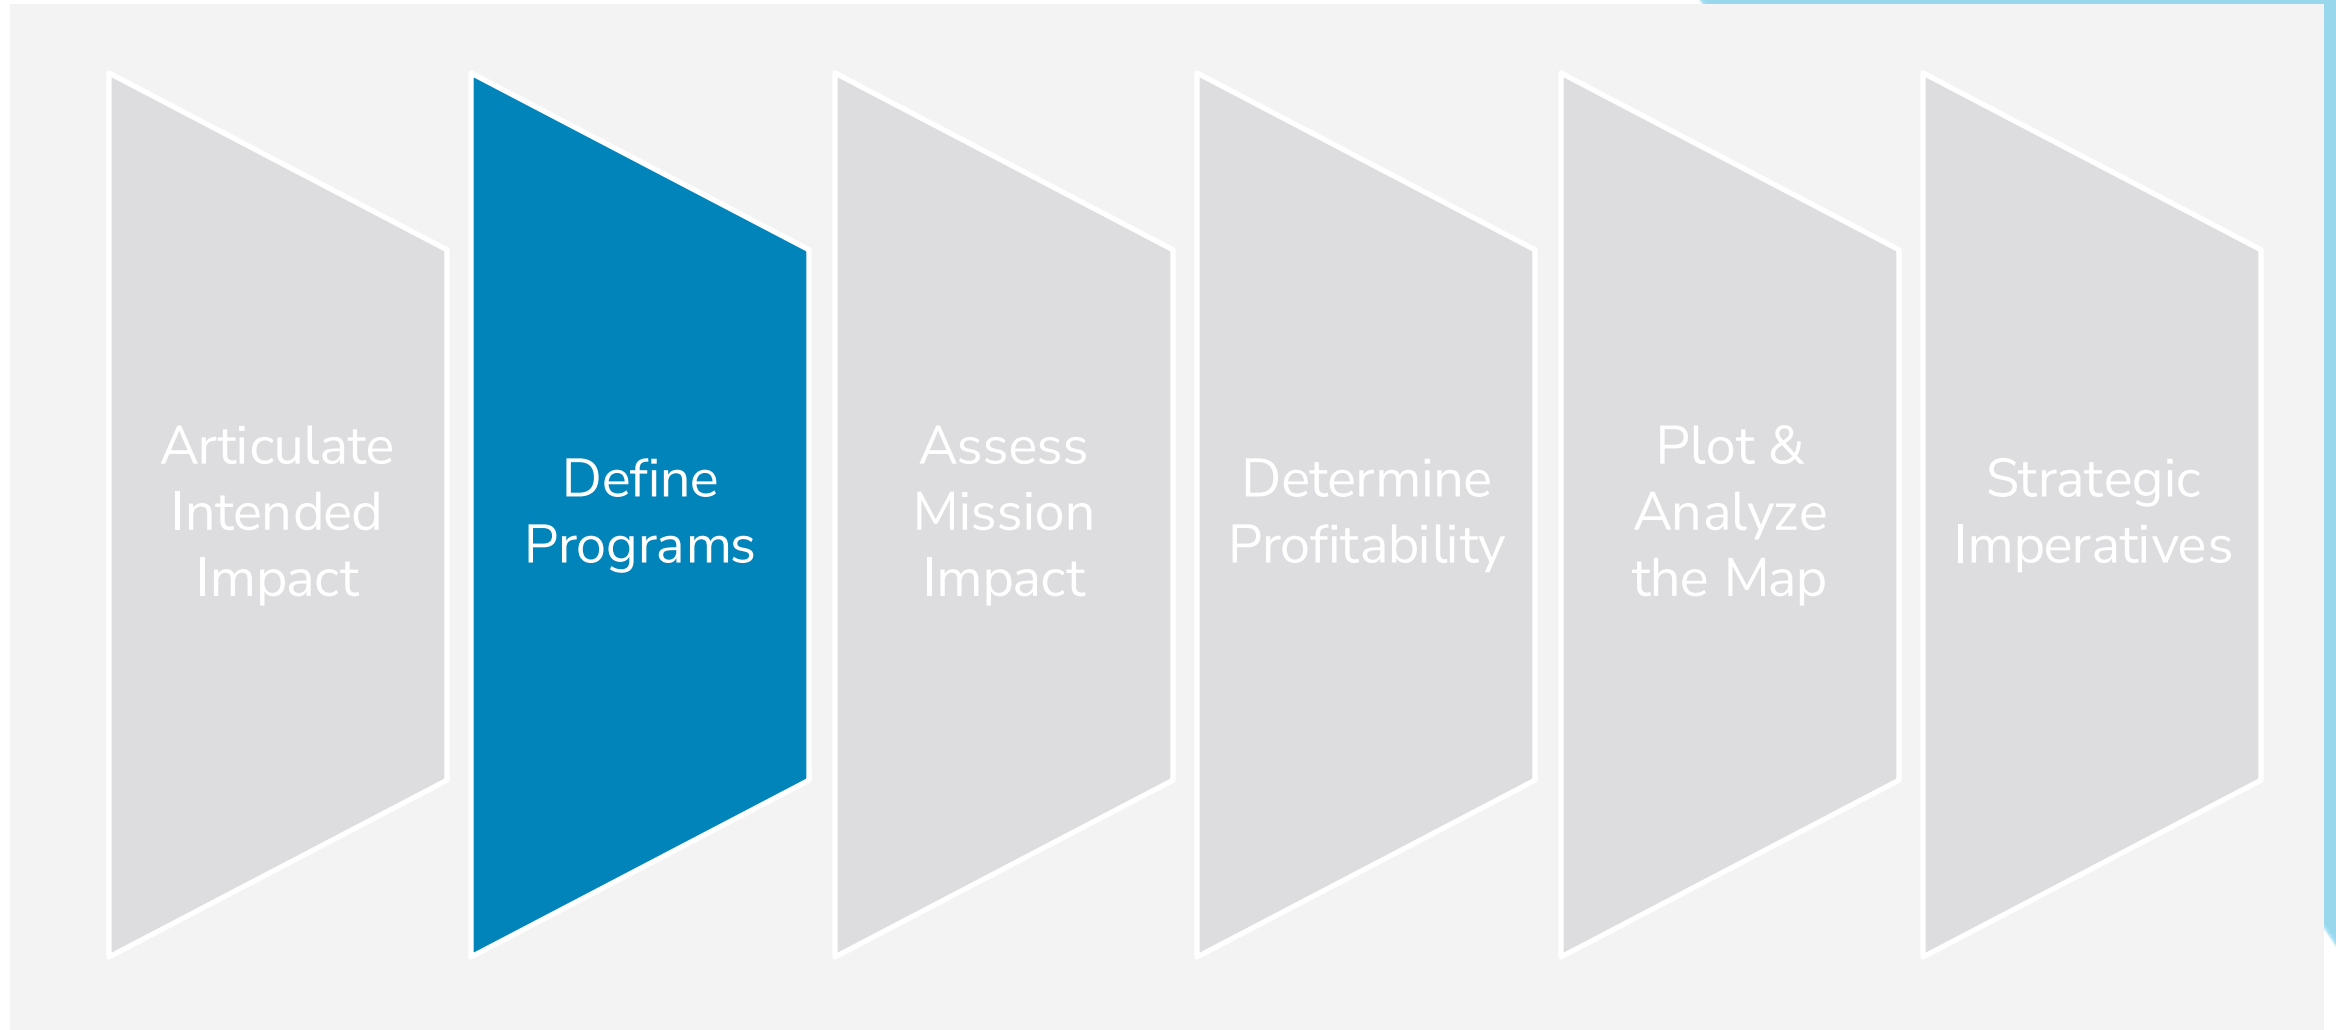 Articulate
Intended
Impact
Define
Programs
Assess
Mission
Impact
Determine
Profitability
Plot &
Analyze
the Map
Strategic
Imperatives